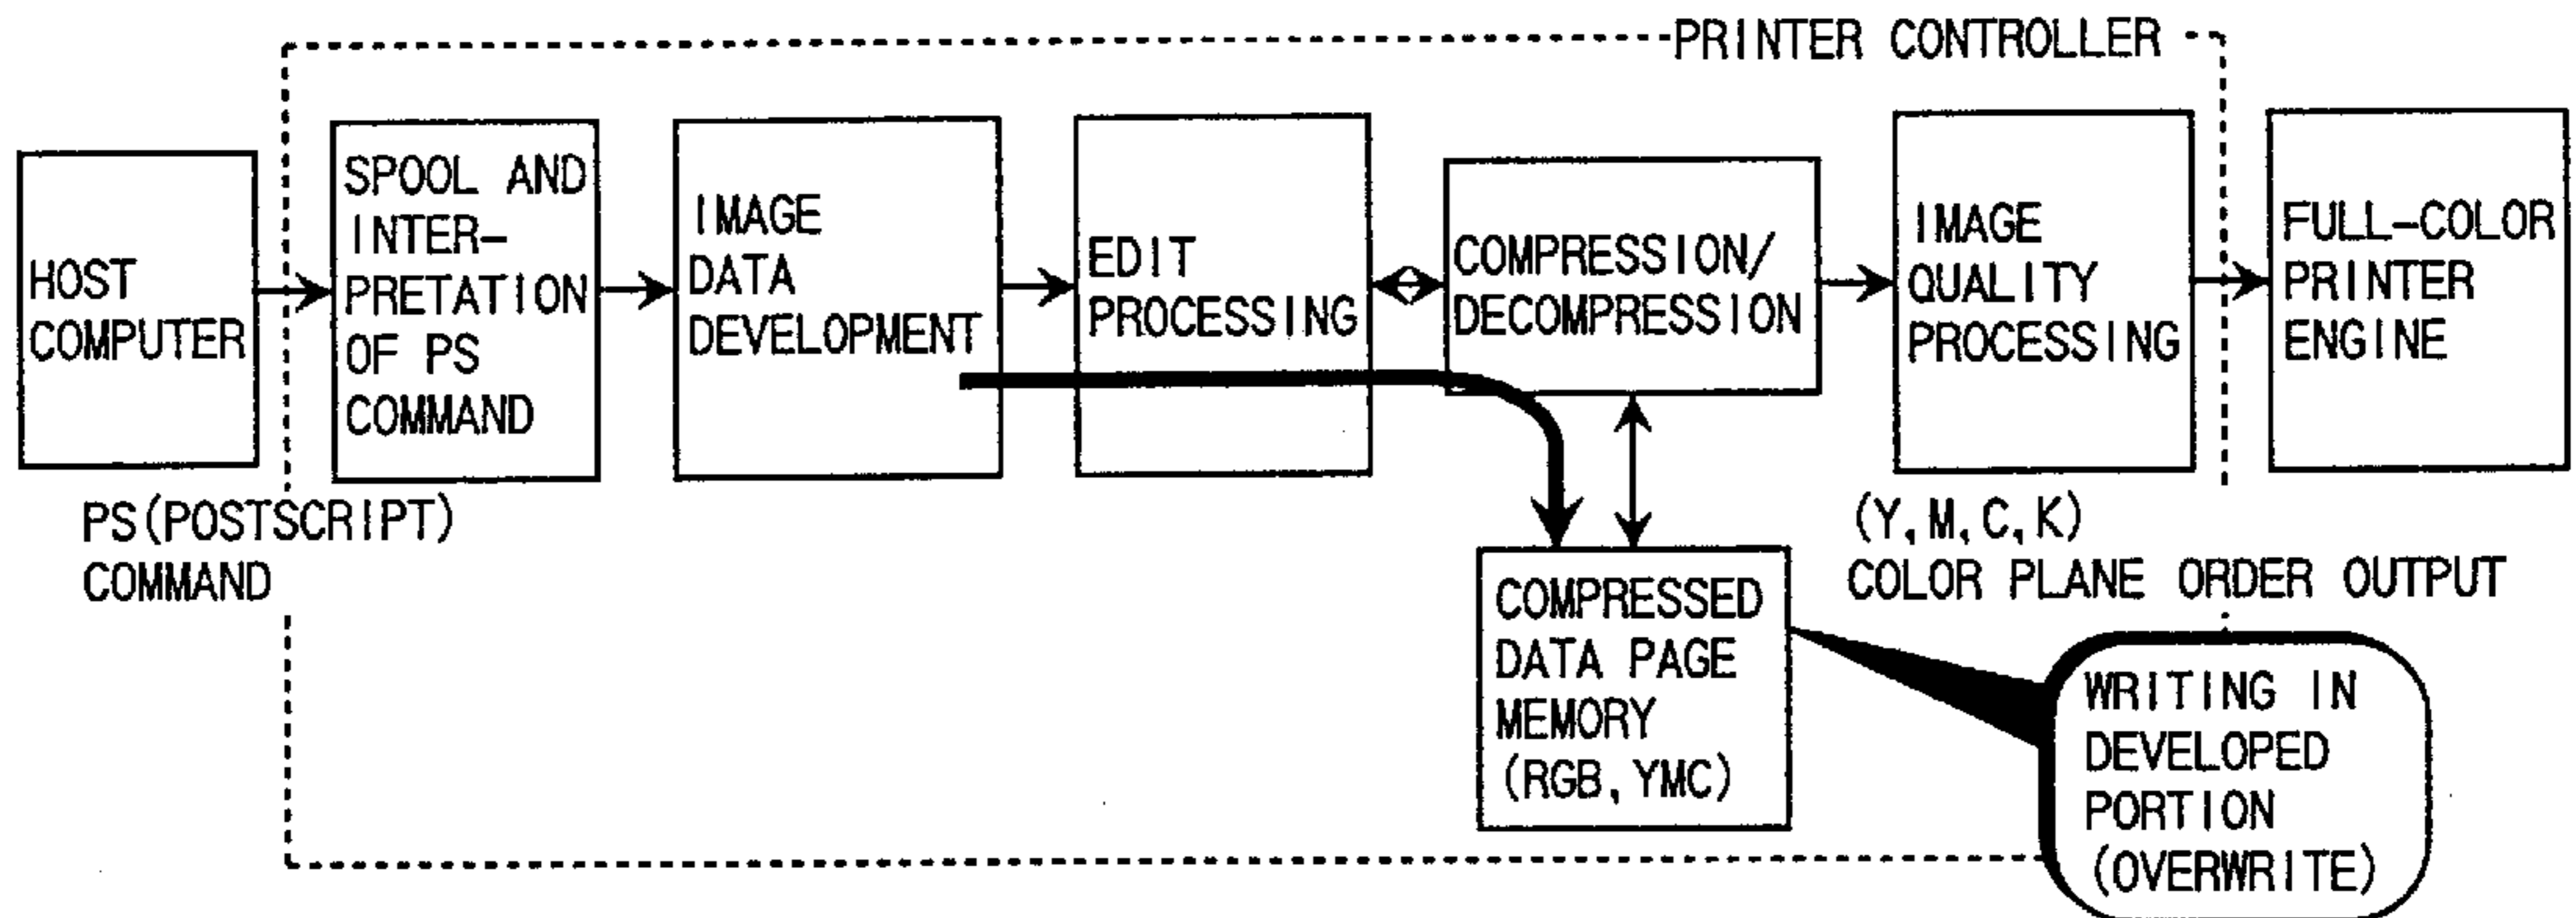 PRINTER CONTROLLER
HOST
COMPUTER
SPOOL AND
INTER-
PRETATION
OF PS
COMMAND
IMAGE
DATA
DEVELOPMENT
EDIT
PROCESSING
COMPRESSION/
DECOMPRESSION
IMAGE
QUALITY
PROCESSING
FULL-COLOR
PRINTER
ENGINE
PS(POSTSCRIPT)
COMMAND
COMPRESSED
DATA PAGE
MEMORY
(RGB, YMC)
(Y, M, C, K)
COLOR PLANE ORDER OUTPUT
WRITING IN
DEVELOPED
PORTION
(OVERWRITE)